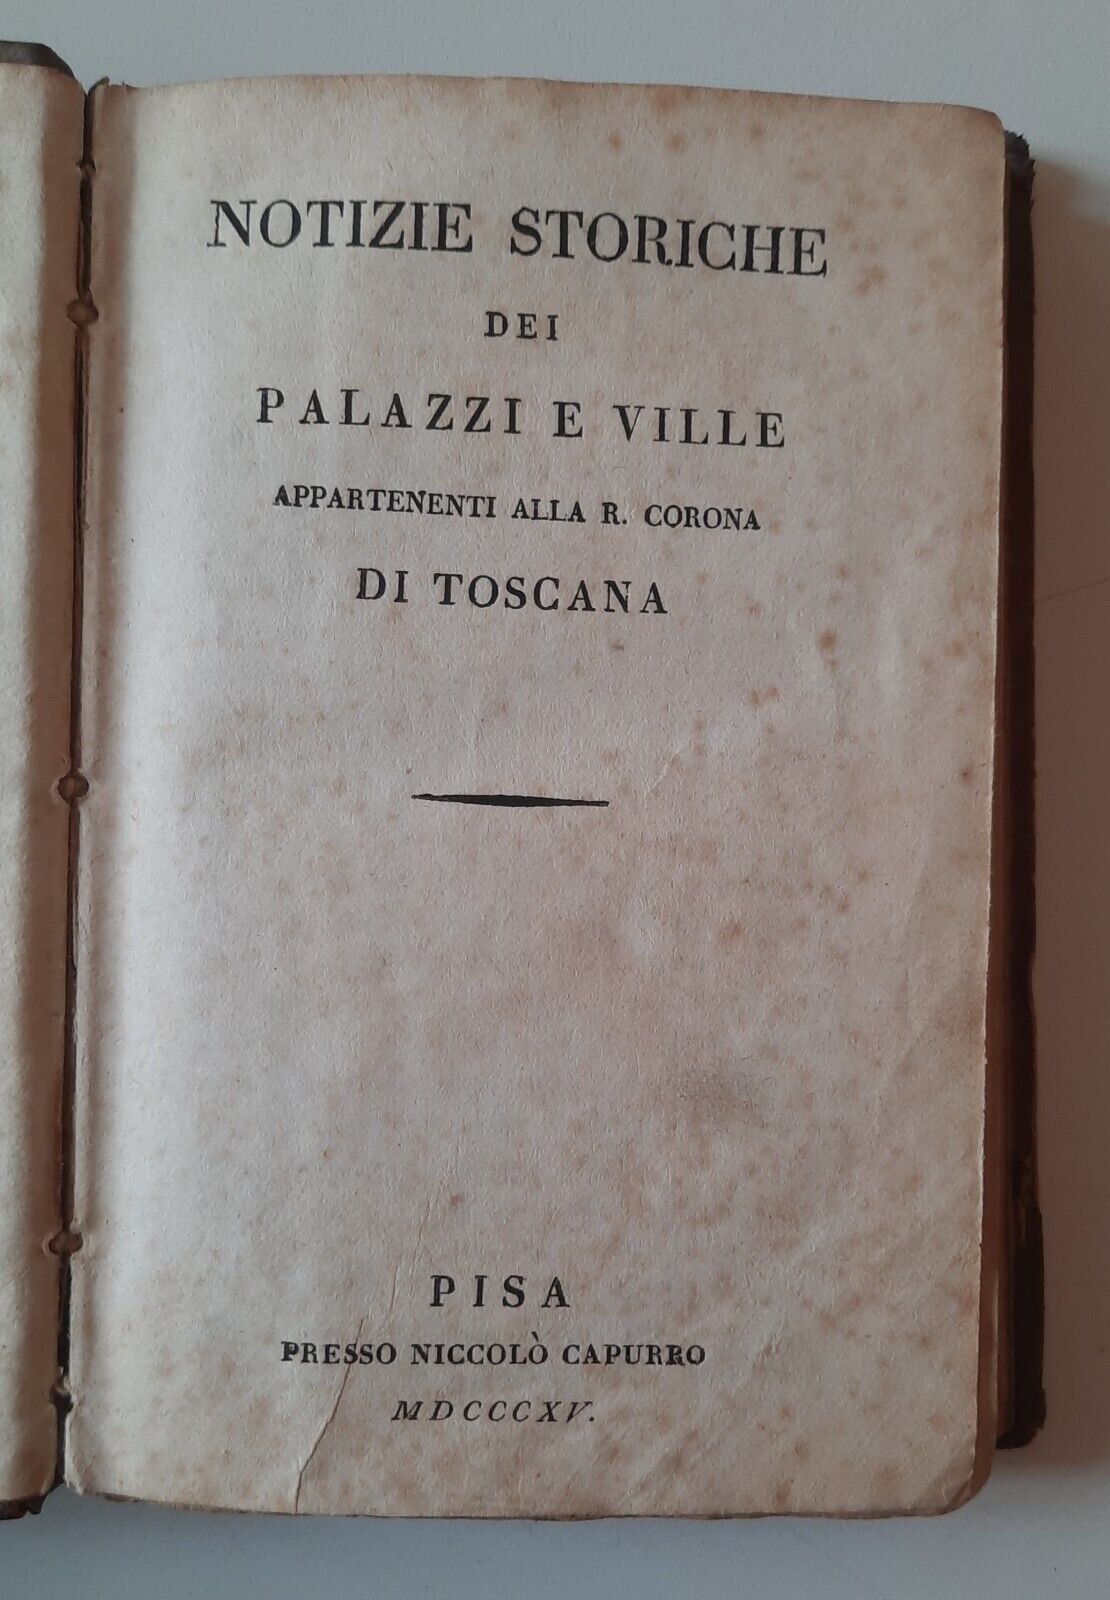 NOTIZIE STORICHE
DEI
PALAZZI E VILLE
APPARTENENTI ALLA R. CORONA
DI TOSCANA
PISA
PRESSO NICCOLÒ CAPURRO
MDCCCXV.